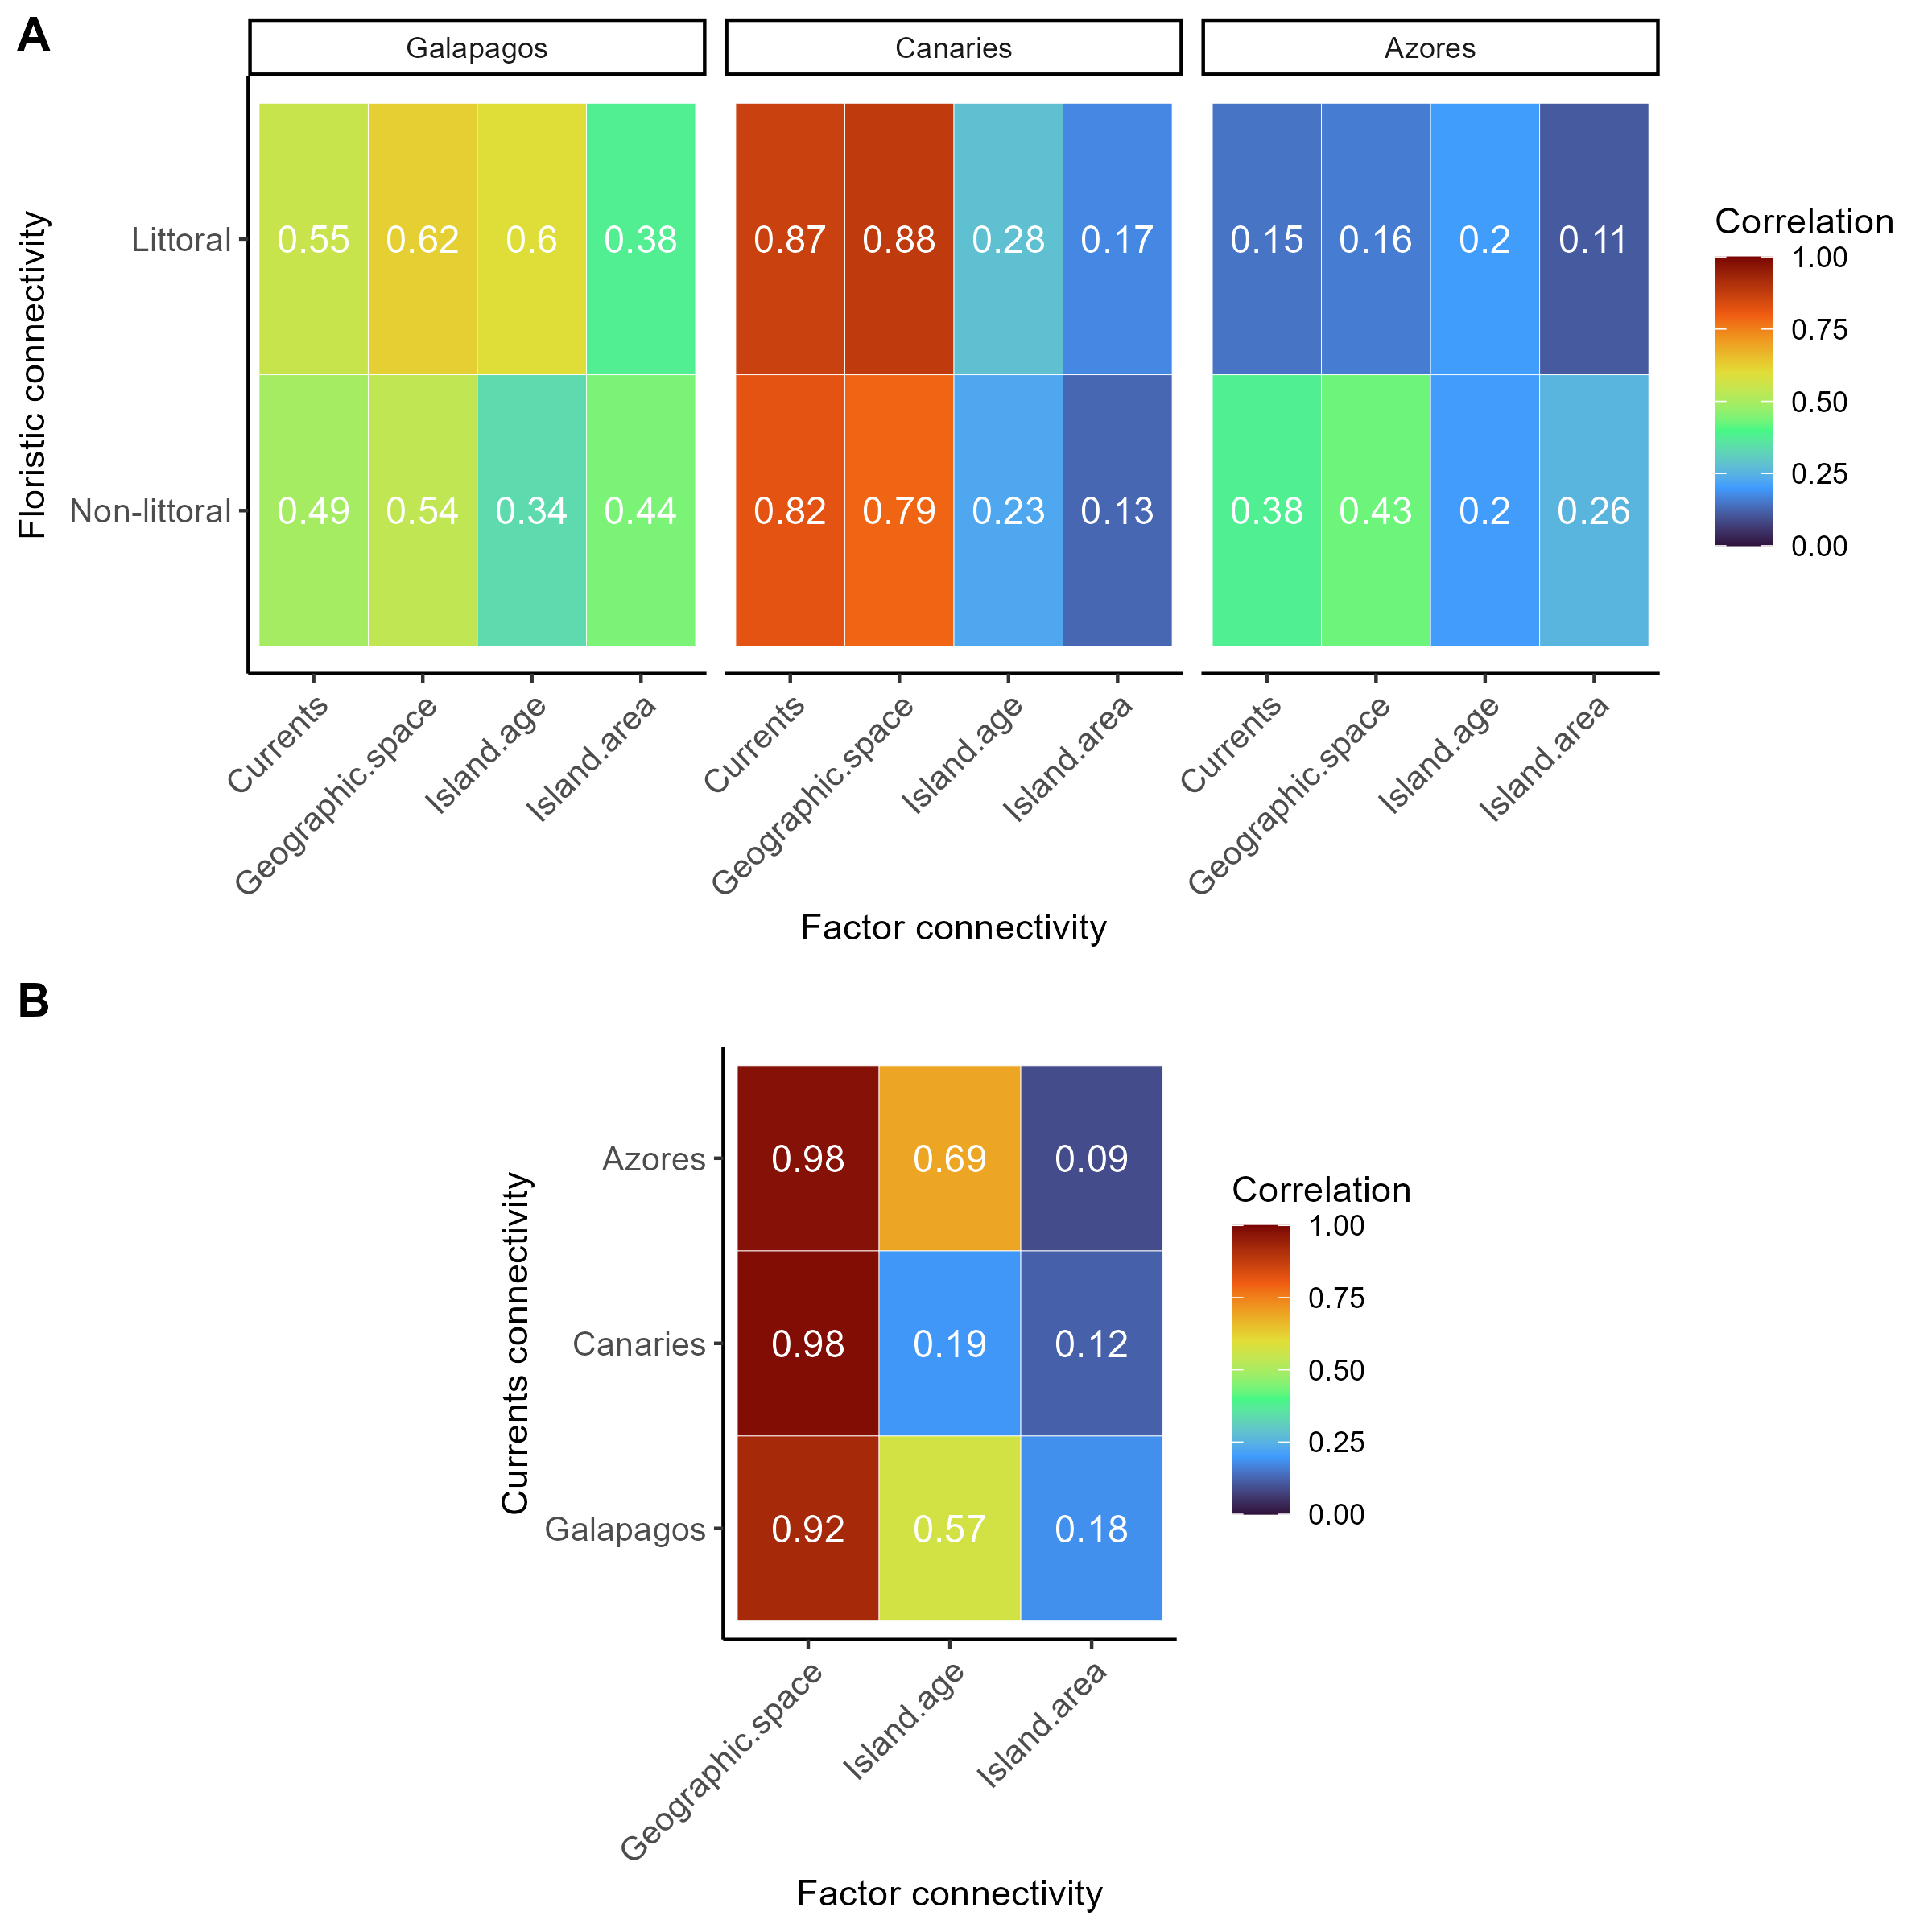 A
Galapagos Canaries Azores
Floristic connectivity
Littoral 0.55 0.62 0.6 0.38 0.87 0.88 0.28 0.17 0.15 0.16 0.2 0.11
Non-littoral 0.49 0.54 0.34 0.44 0.82 0.79 0.23 0.13 0.38 0.43 0.2 0.26
Currents Geographic.space Island.age Island.area Currents Geographic.space Island.age Island.area Currents Geographic.space Island.age Island.area
Factor connectivity
Correlation
1.00
0.75
0.50
0.25
0.00
B
Currents connectivity
Azores 0.98 0.69 0.09
Canaries 0.98 0.19 0.12
Galapagos 0.92 0.57 0.18
Geographic.space Island.age Island.area
Factor connectivity
Correlation
1.00
0.75
0.50
0.25
0.00